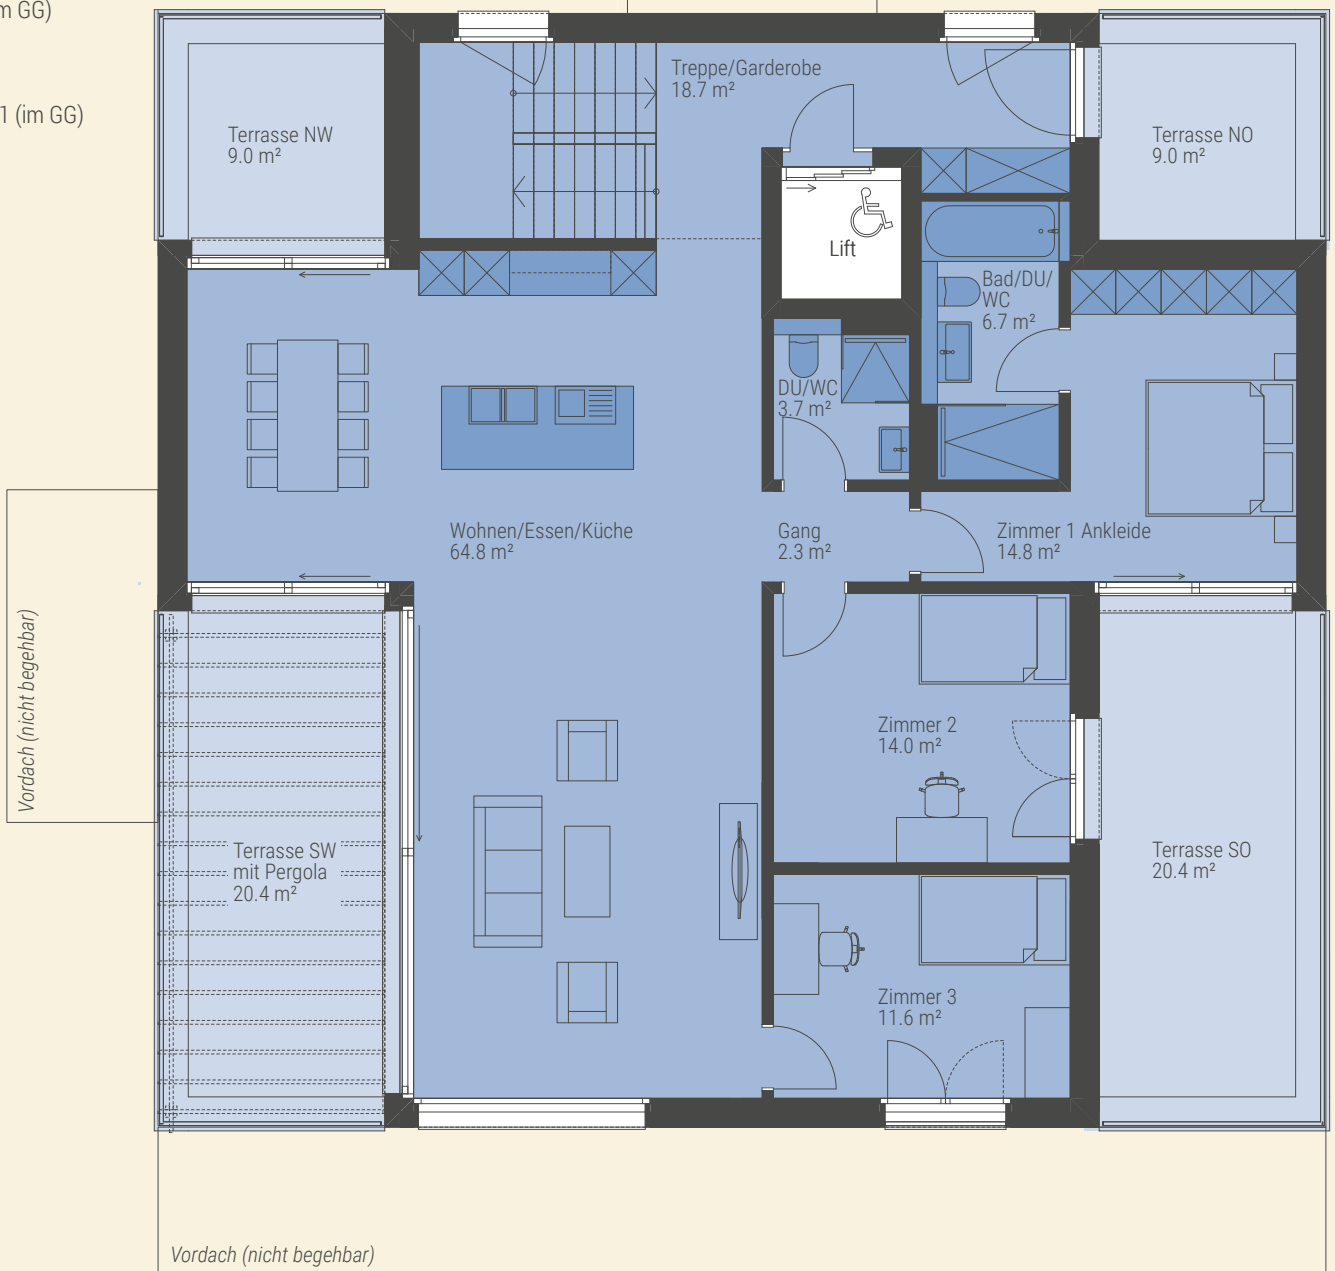 m GG)
1 (im GG)
Treppe/Garderobe
18.7 m²
Terrasse NW
9.0 m²
Terrasse NO
9.0 m²
Lift
Bad/DU/
WC
6.7 m²
DU/WC
3.7 m²
Wohnen/Essen/Küche
64.8 m²
Gang
2.3 m²
Zimmer 1 Ankleide
14.8 m²
Vordach (nicht begehbar)
Zimmer 2
14.0 m²
Terrasse SW
mit Pergola
20.4 m²
Terrasse SO
20.4 m²
Zimmer 3
11.6 m²
Vordach (nicht begehbar)